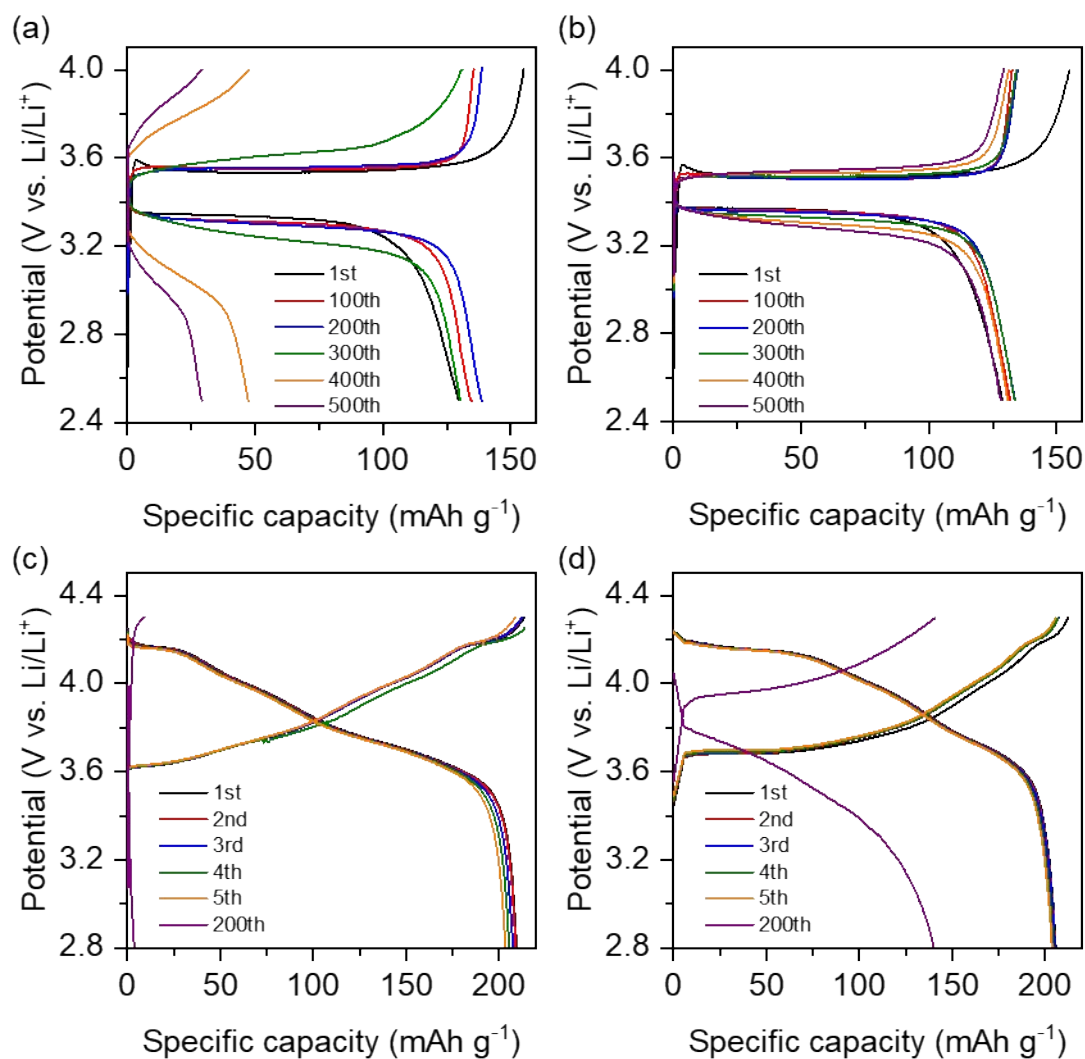 (a)
Potential (V vs. Li/Li⁺)
4.0
3.6
3.2
2.8
2.4
1st
100th
200th
300th
400th
500th
0
50
100
150
Specific capacity (mAh g⁻¹)
(b)
Potential (V vs. Li/Li⁺)
4.0
3.6
3.2
2.8
2.4
1st
100th
200th
300th
400th
500th
0
50
100
150
Specific capacity (mAh g⁻¹)
(c)
Potential (V vs. Li/Li⁺)
4.4
4.0
3.6
3.2
2.8
1st
2nd
3rd
4th
5th
200th
0
50
100
150
200
Specific capacity (mAh g⁻¹)
(d)
Potential (V vs. Li/Li⁺)
4.4
4.0
3.6
3.2
2.8
1st
2nd
3rd
4th
5th
200th
0
50
100
150
200
Specific capacity (mAh g⁻¹)